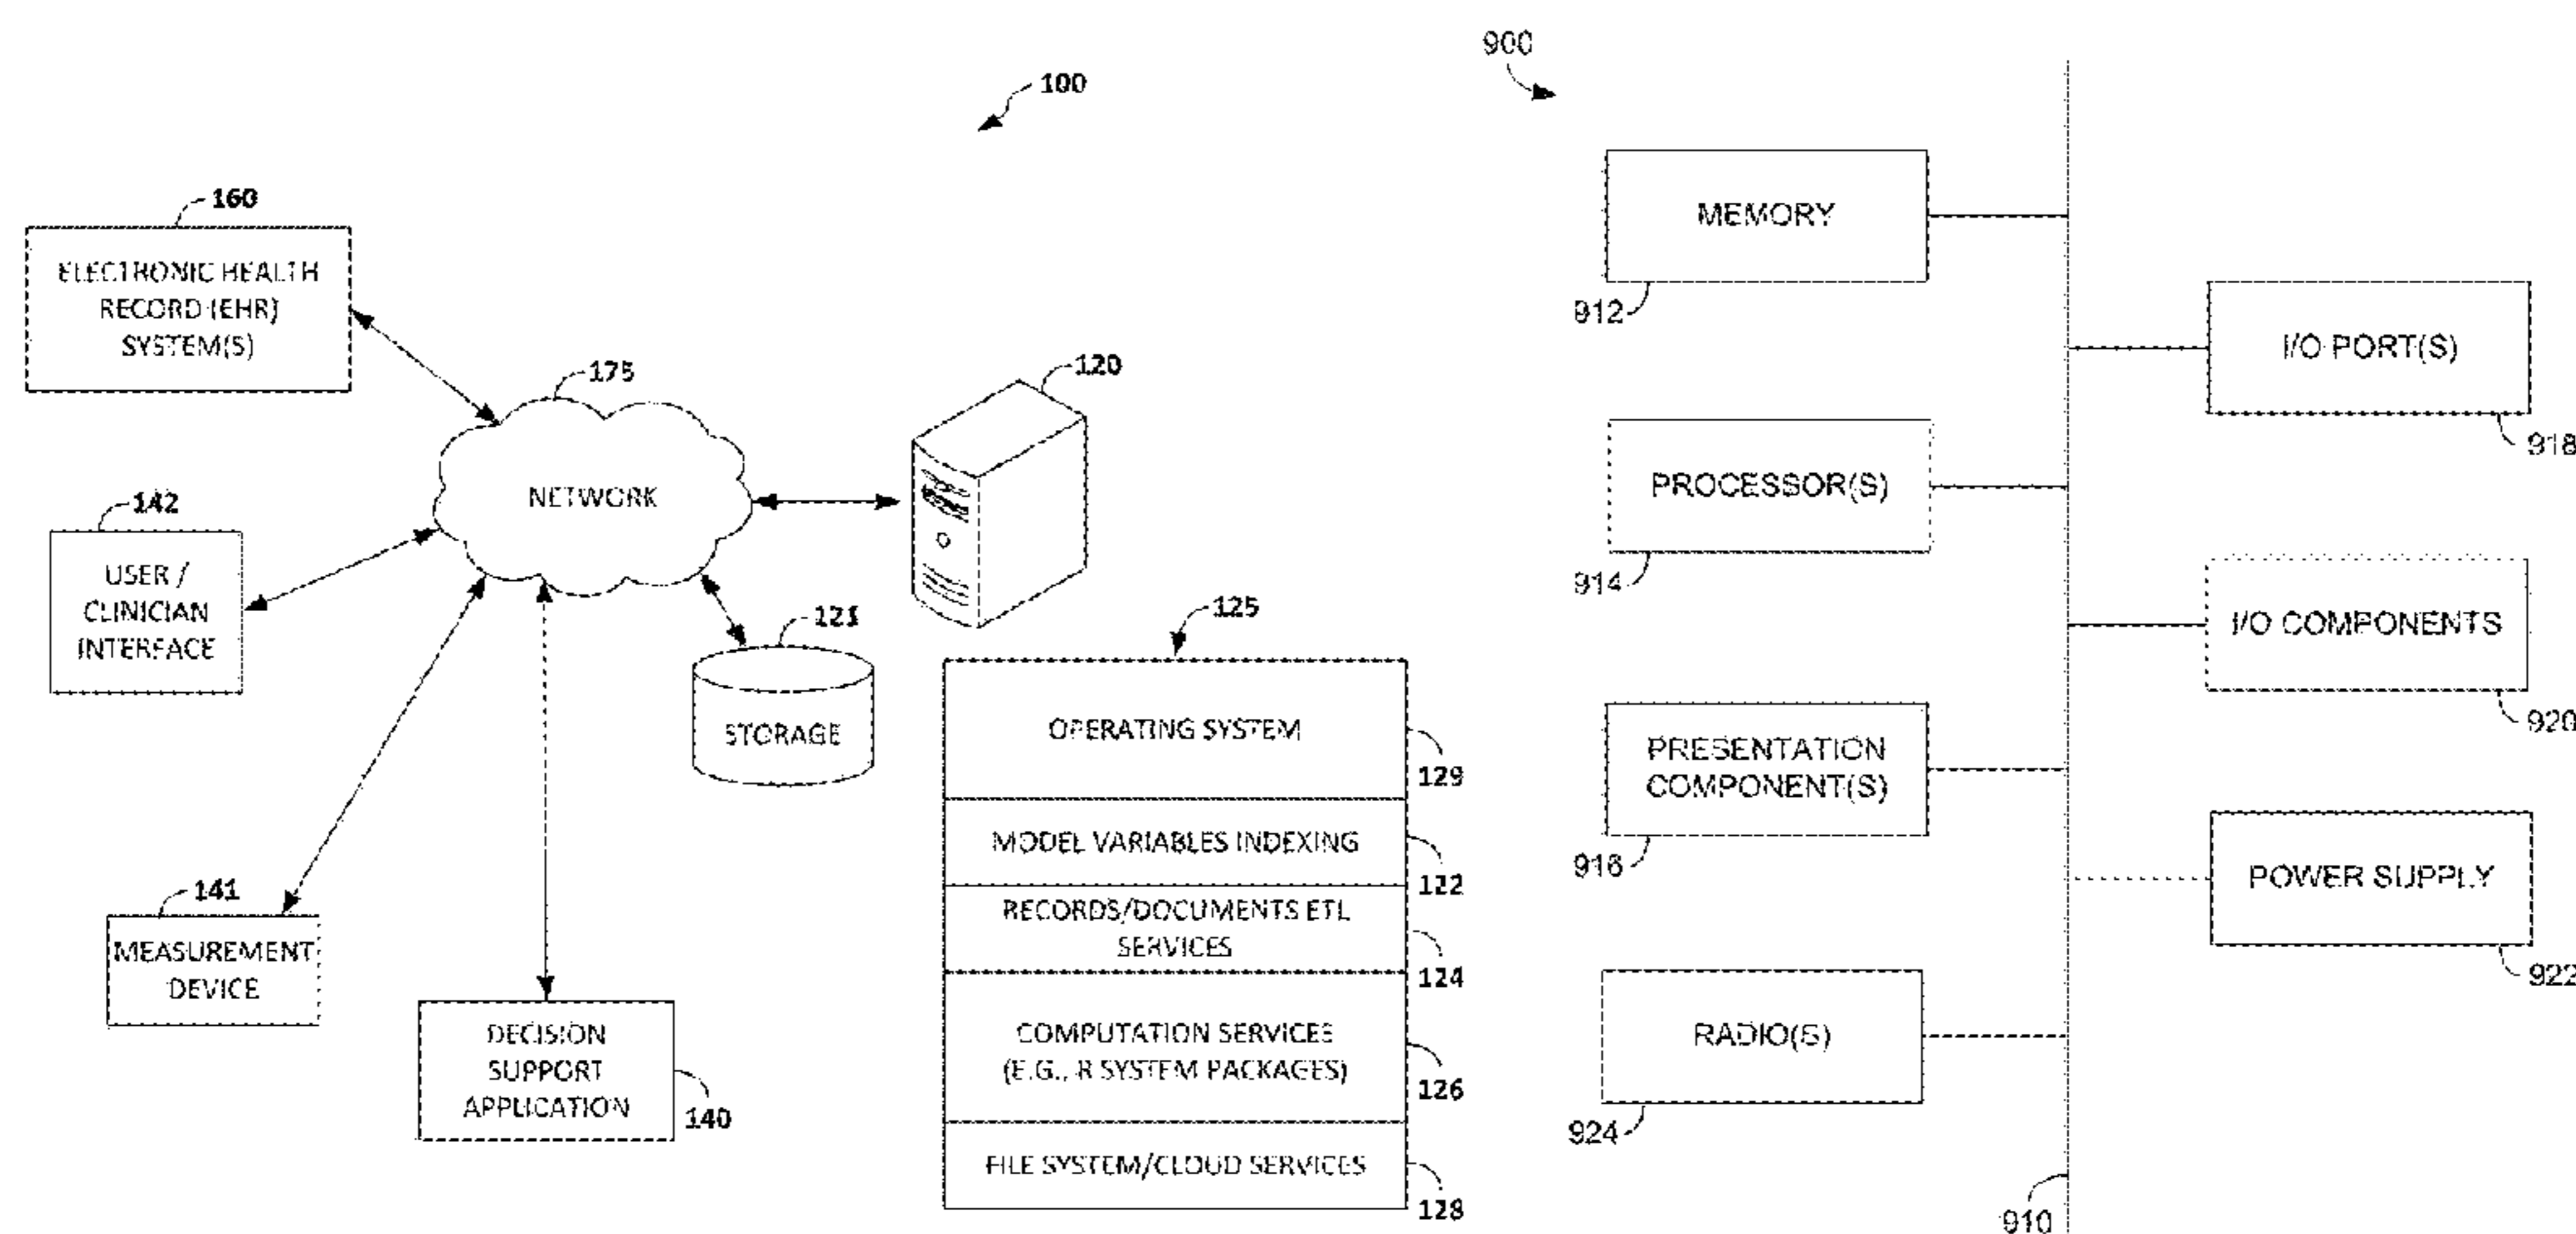 100
160
ELECTRONIC HEALTH
RECORD (EHR)
SYSTEM(S)
175
NETWORK
120
142
USER /
CLINICIAN
INTERFACE
121
STORAGE
125
OPERATING SYSTEM
129
MODEL VARIABLES INDEXING
122
RECORDS/DOCUMENTS ETL
SERVICES
124
COMPUTATION SERVICES
(E.G., R SYSTEM PACKAGES)
126
FILE SYSTEM/CLOUD SERVICES
128
141
MEASUREMENT
DEVICE
DECISION
SUPPORT
APPLICATION
140
900
MEMORY
912
I/O PORT(S)
918
PROCESSOR(S)
914
I/O COMPONENTS
920
PRESENTATION
COMPONENT(S)
916
POWER SUPPLY
922
RADIO(S)
924
910